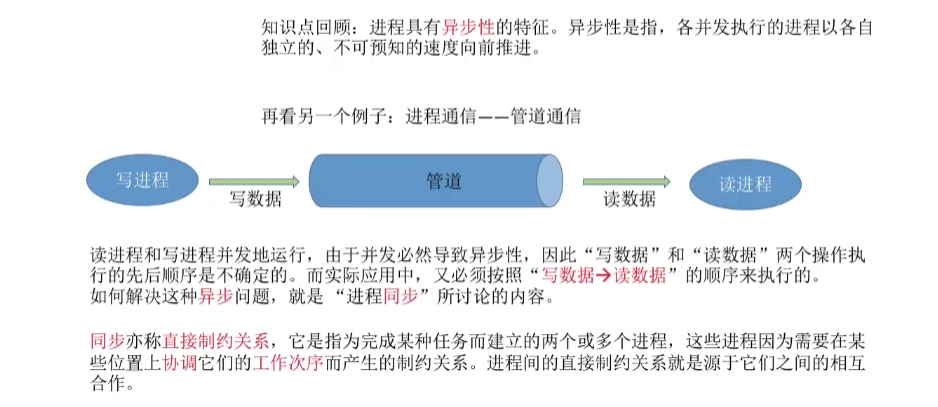 知识点回顾：进程具有异步性的特征。异步性是指，各并发执行的进程以各自
独立的、不可预知的速度向前推进。
再看另一个例子：进程通信——管道通信
写进程
写数据
管道
读数据
读进程
读进程和写进程并发地运行，由于并发必然导致异步性，因此“写数据”和“读数据”两个操作执
行的先后顺序是不确定的。而实际应用中，又必须按照“写数据→读数据”的顺序来执行的。
如何解决这种异步问题，就是 “进程同步”所讨论的内容。
同步亦称直接制约关系，它是指为完成某种任务而建立的两个或多个进程，这些进程因为需要在某
些位置上协调它们的工作次序而产生的制约关系。进程间的直接制约关系就是源于它们之间的相互
合作。